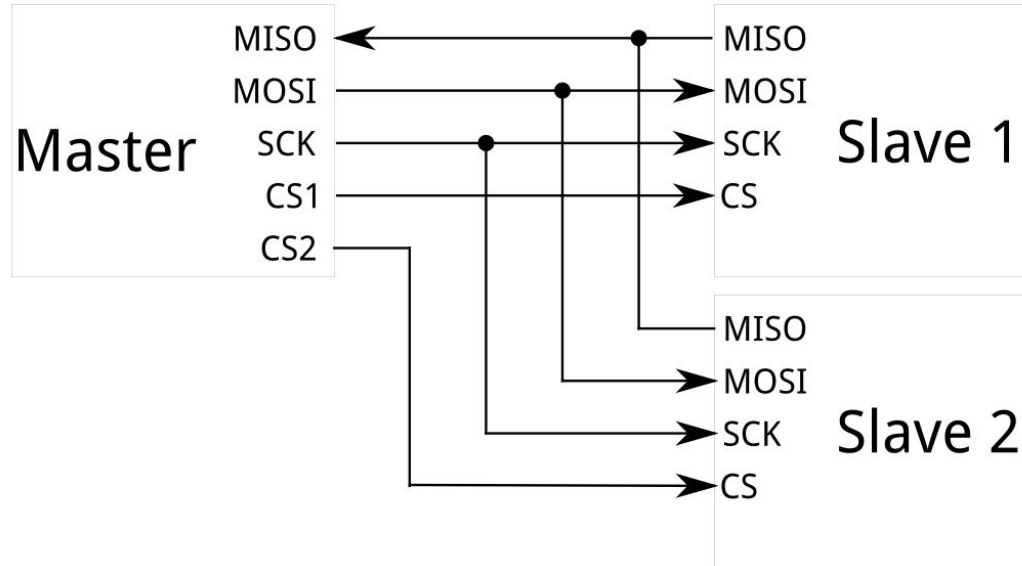 Master
MISO
MOSI
SCK
CS1
CS2
MISO
MOSI
SCK
CS
Slave 1
MISO
MOSI
SCK
CS
Slave 2